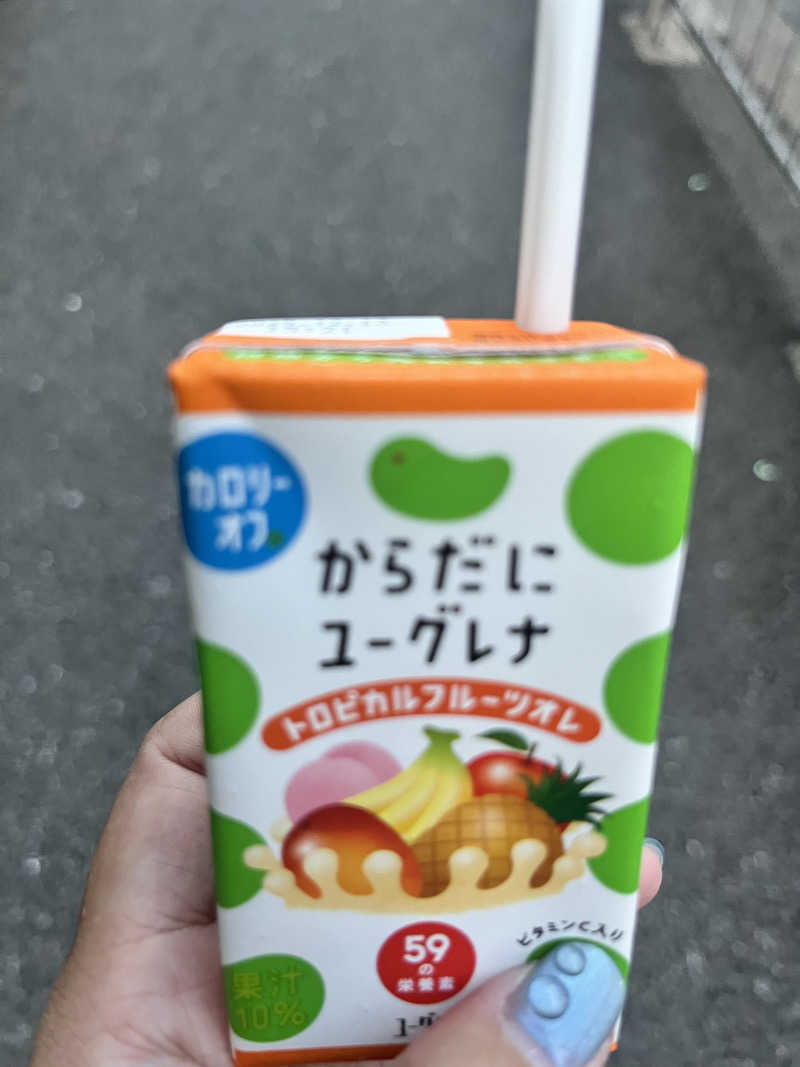 カロリー
オフ
からだに
ユーグレナ
トロピカルフルーツオレ
59
の
栄養素
ビタミンC入り
果汁
10%